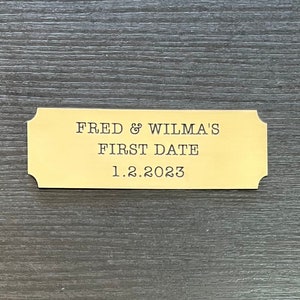 FRED & WILMA'S
FIRST DATE
1.2.2023